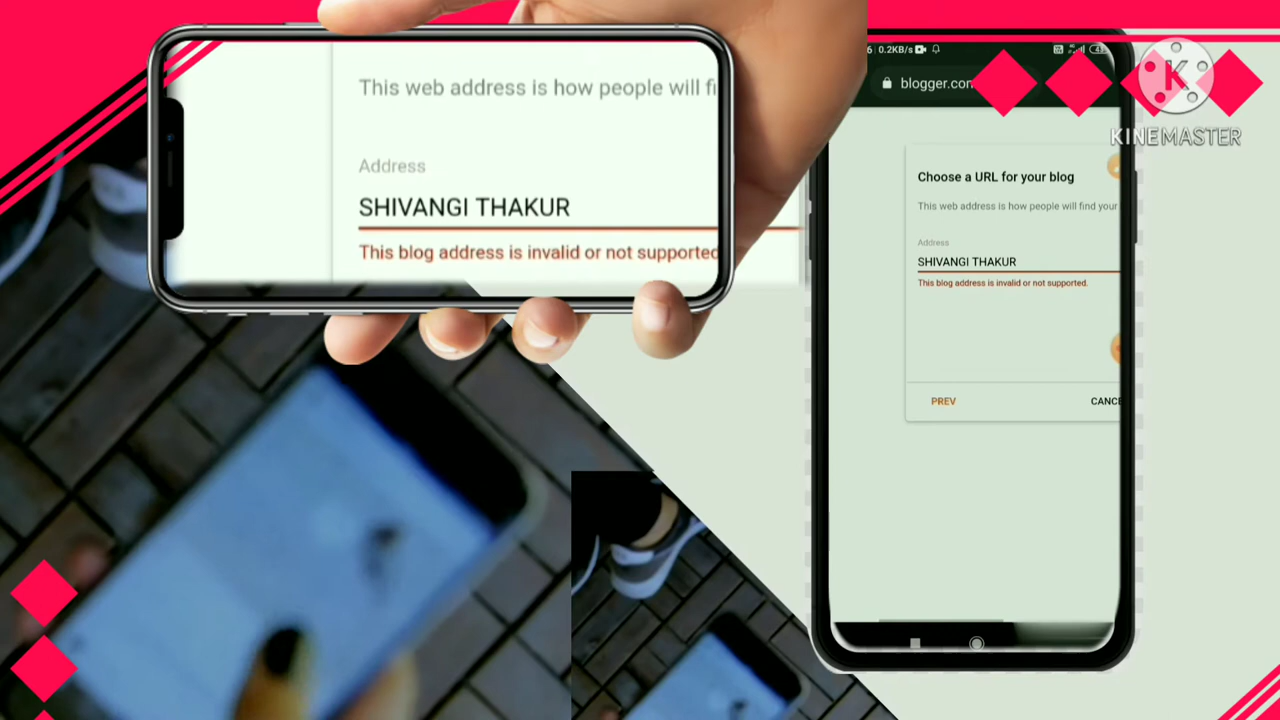 This web address is how people will fi
Address
SHIVANGI THAKUR
This blog address is invalid or not supported
6 0.2KB/s
blogger.com
Choose a URL for your blog
This web address is how people will find your
Address
SHIVANGI THAKUR
This blog address is invalid or not supported.
PREV
CANCE
K
KINEMASTER